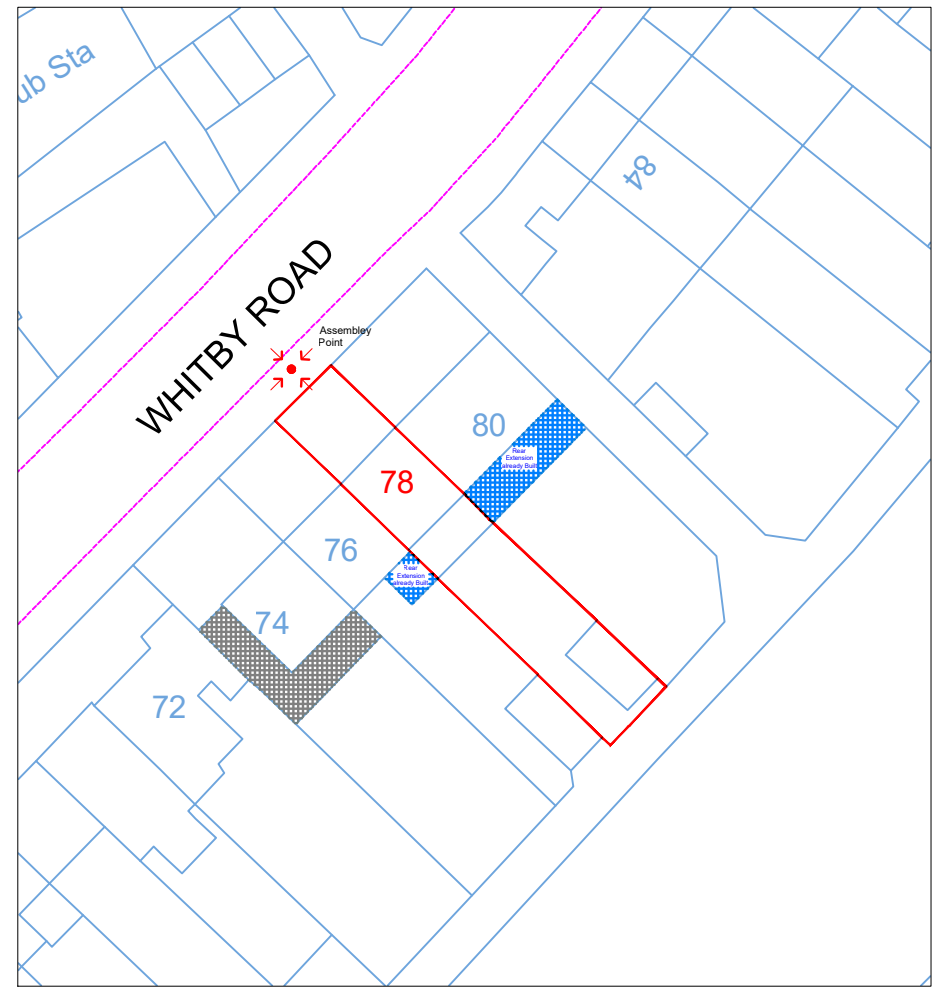 ub Sta
84
WHITBY ROAD
Assembley
Point
80
Rear
Extension
already Built
78
76
Rear
Extension
already Built
74
72